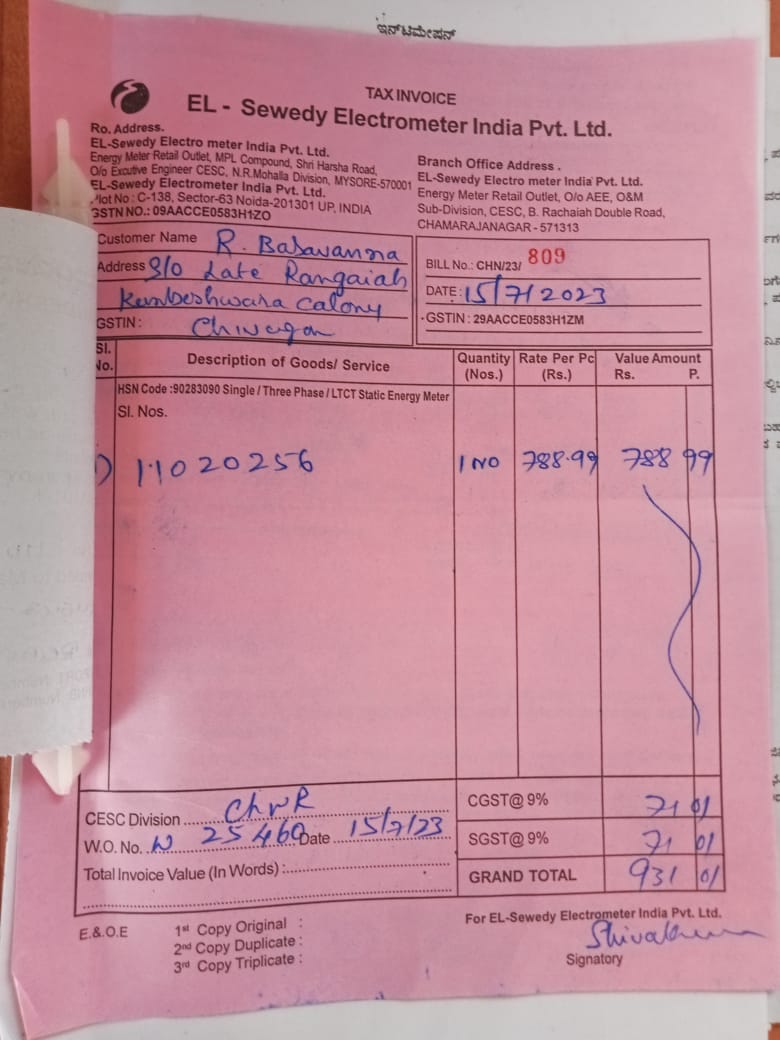 ಇನ್‌ಟಿಮೇಷನ್
TAX INVOICE
EL - Sewedy Electrometer India Pvt. Ltd.
Ro. Address.
EL-Sewedy Electro meter India Pvt. Ltd.
Energy Meter Retail Outlet, MPL Compound, Shri Harsha Road,
O/o Excutive Engineer CESC, N.R.Mohalla Division, MYSORE-570001
EL-Sewedy Electrometer India Pvt. Ltd.
Plot No : C-138, Sector-63 Noida-201301 UP, INDIA
GSTN NO.: 09AACCE0583H1ZO
Branch Office Address .
EL-Sewedy Electro meter India Pvt. Ltd.
Energy Meter Retail Outlet, O/o AEE, O&M
Sub-Division, CESC, B. Rachaiah Double Road,
CHAMARAJANAGAR - 571313
Customer Name R. Basavanna
Address S/o Late Rangaiah
Calony
GSTIN :
BILL No.: CHN/23/ 809
DATE : 15/7/2023
GSTIN : 29AACCE0583H1ZM
Sl. No. Description of Goods/ Service Quantity (Nos.) Rate Per Pc (Rs.) Value Amount Rs. P.
HSN Code :90283090 Single / Three Phase / LTCT Static Energy Meter
Sl. Nos.
1) 11020256 1 NO 788.99 788 99
CESC Division ChNR
W.O. No. N 25460 Date 15/7/23
Total Invoice Value (In Words) :
CGST@ 9% 71 01
SGST@ 9% 71 01
GRAND TOTAL 931 01
E.&.O.E
1st Copy Original :
2nd Copy Duplicate :
3rd Copy Triplicate :
For EL-Sewedy Electrometer India Pvt. Ltd.
Signatory